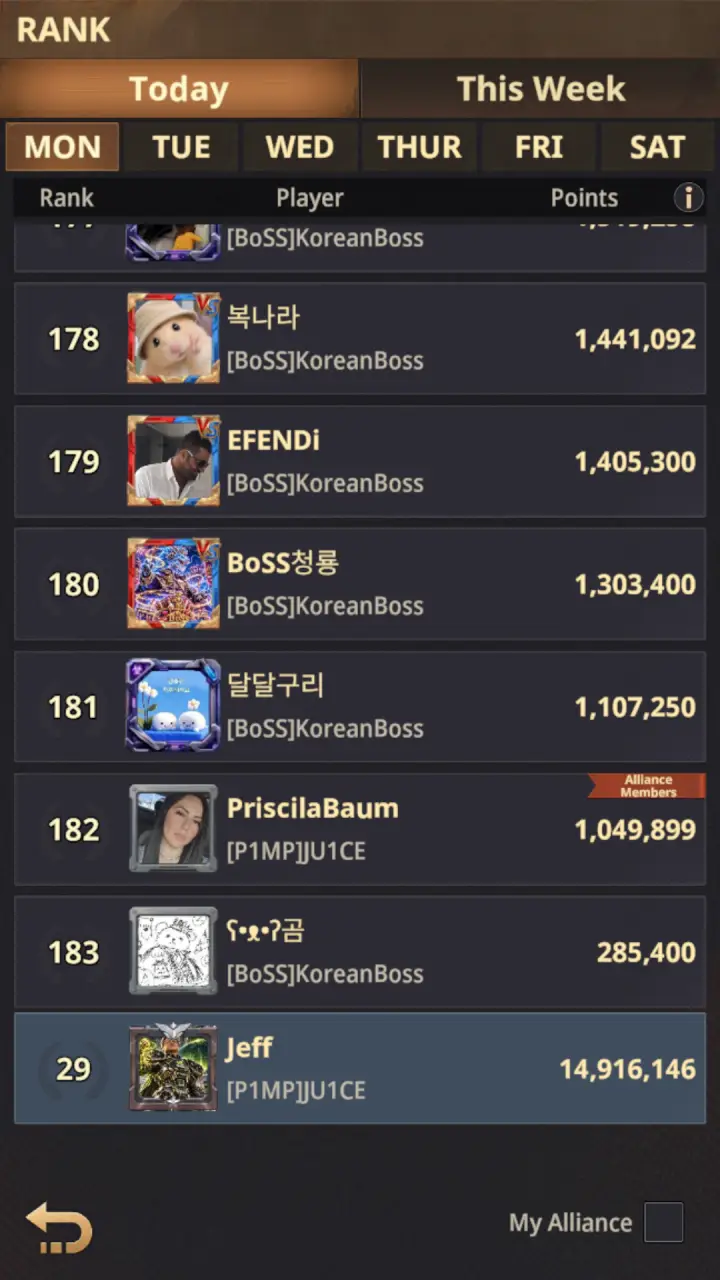 RANK
Today
This Week
MON
TUE
WED
THUR
FRI
SAT
Rank
Player
Points
i
[BoSS]KoreanBoss
178
복나라
[BoSS]KoreanBoss
1,441,092
179
EFENDi
[BoSS]KoreanBoss
1,405,300
180
BoSS청룡
[BoSS]KoreanBoss
1,303,400
181
달달구리
[BoSS]KoreanBoss
1,107,250
Alliance
Members
182
PriscilaBaum
[P1MP]JU1CE
1,049,899
183
ʕ•ᴥ•ʔ곰
[BoSS]KoreanBoss
285,400
29
Jeff
[P1MP]JU1CE
14,916,146
My Alliance